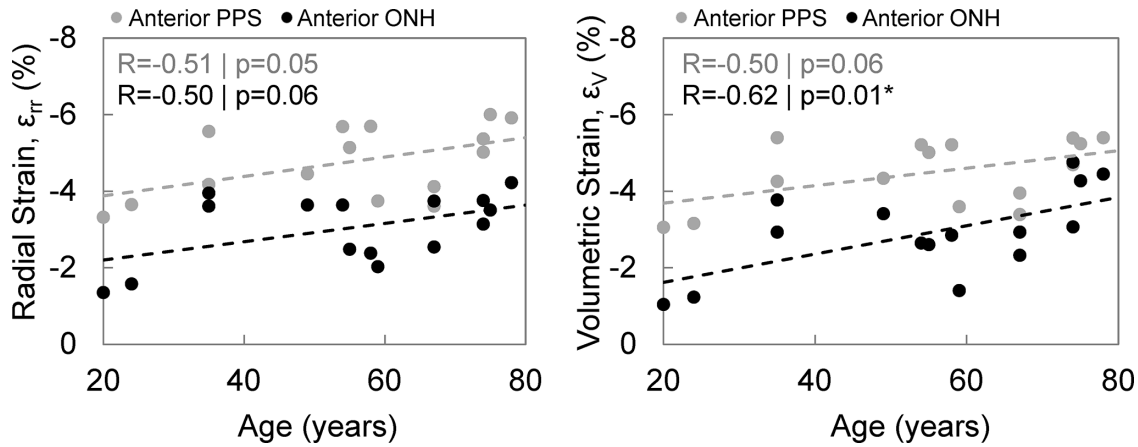 Anterior PPS Anterior ONH
-8
-6
-4
-2
0
R=-0.51 | p=0.05
R=-0.50 | p=0.06
Radial Strain, εrr (%)
20 40 60 80
Age (years)
Anterior PPS Anterior ONH
-8
-6
-4
-2
0
R=-0.50 | p=0.06
R=-0.62 | p=0.01*
Volumetric Strain, εV (%)
20 40 60 80
Age (years)